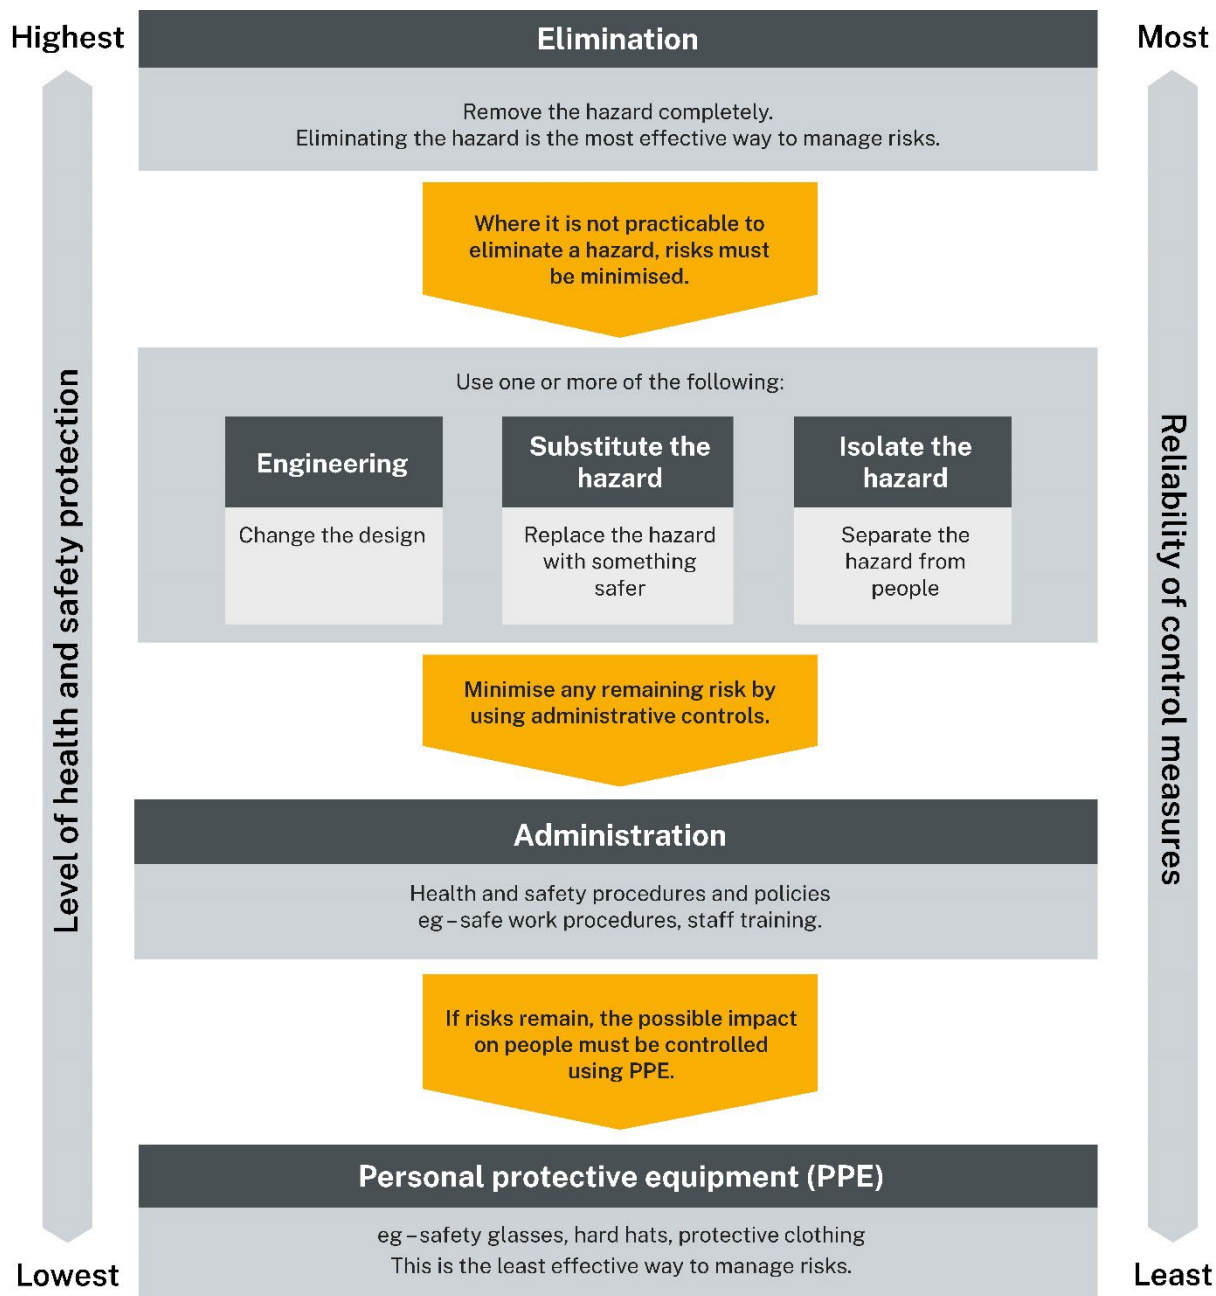 Highest
Most
Elimination
Remove the hazard completely.
Eliminating the hazard is the most effective way to manage risks.
Where it is not practicable to
eliminate a hazard, risks must
be minimised.
Level of health and safety protection
Reliability of control measures
Use one or more of the following:
Engineering
Change the design
Substitute the
hazard
Replace the hazard
with something
safer
Isolate the
hazard
Separate the
hazard from
people
Minimise any remaining risk by
using administrative controls.
Administration
Health and safety procedures and policies
eg – safe work procedures, staff training.
If risks remain, the possible impact
on people must be controlled
using PPE.
Personal protective equipment (PPE)
eg – safety glasses, hard hats, protective clothing
This is the least effective way to manage risks.
Lowest
Least